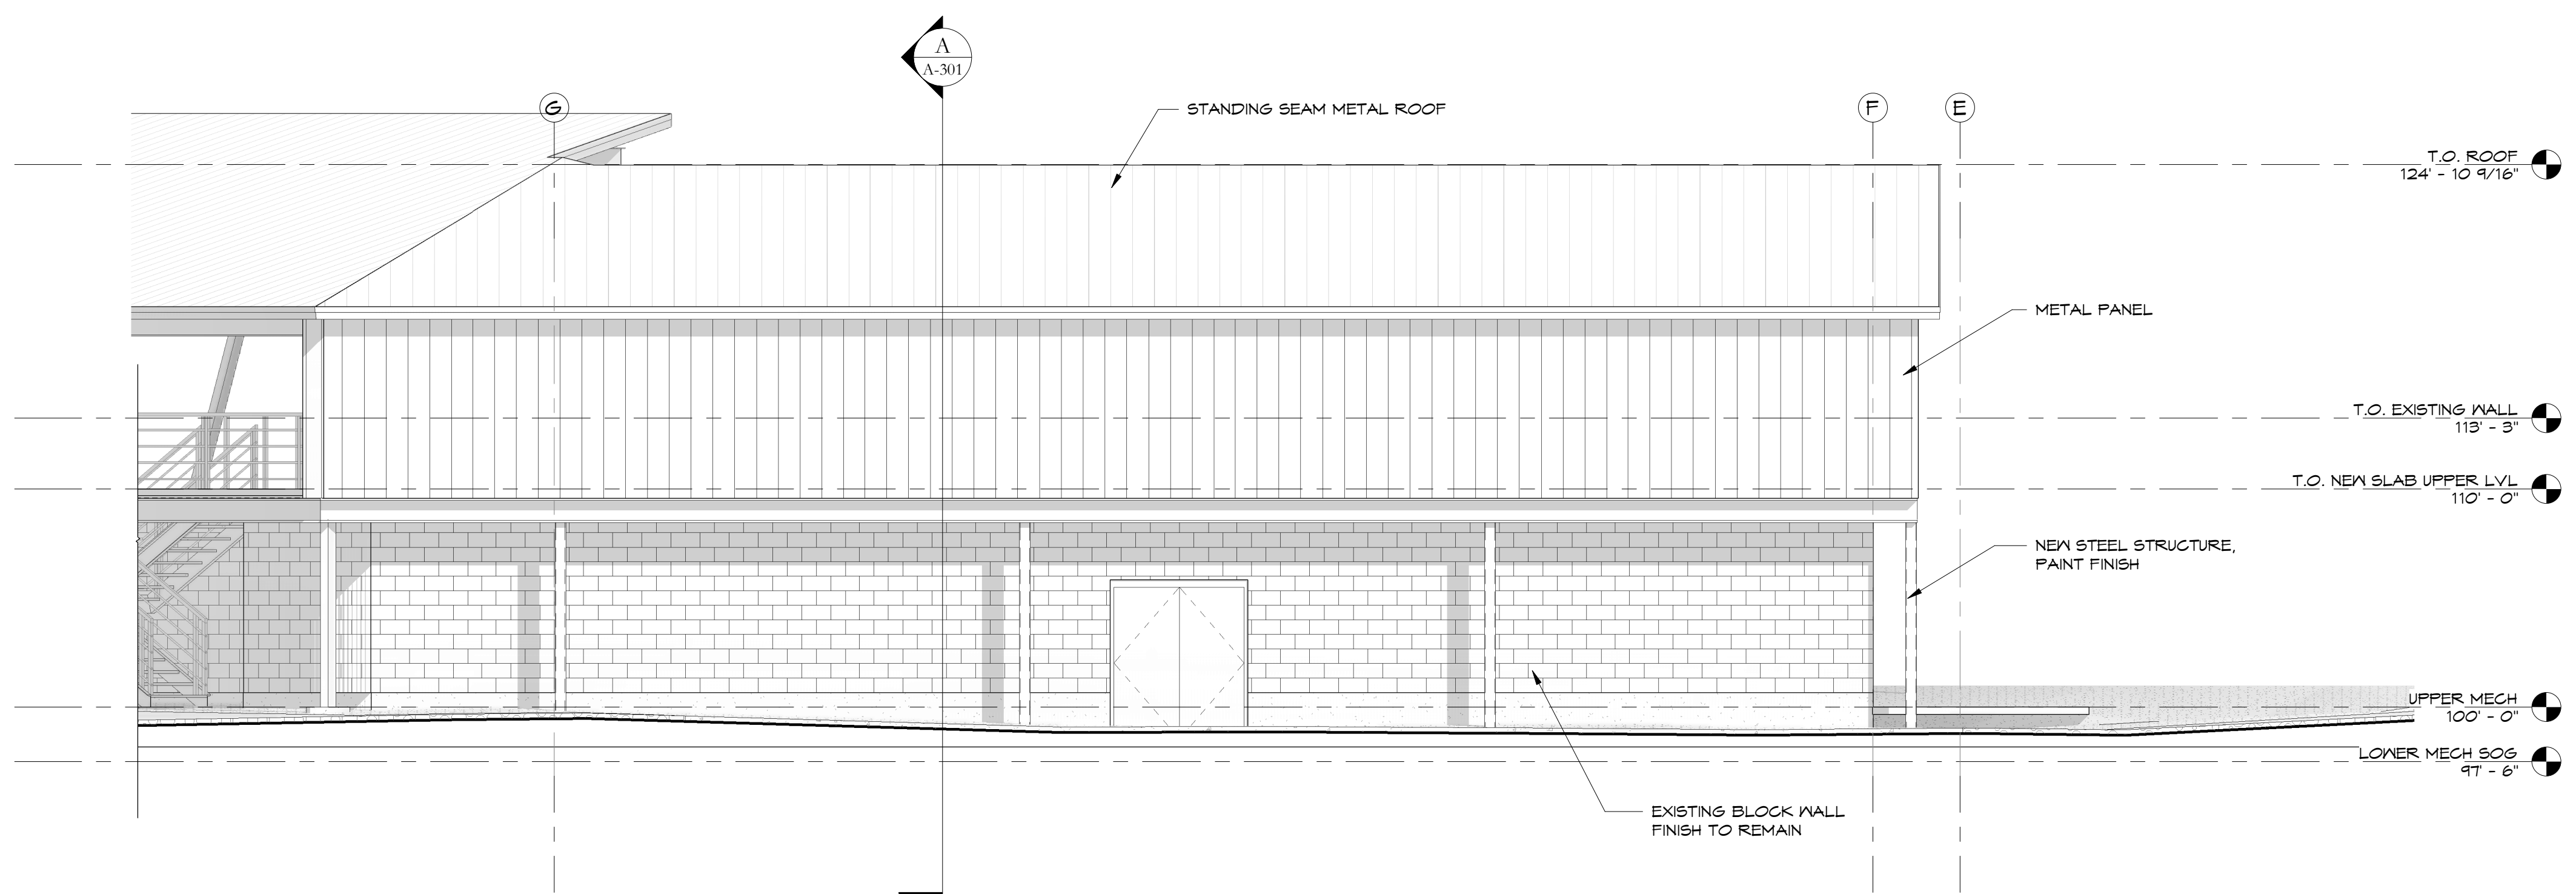 A
A-301
G
STANDING SEAM METAL ROOF
F
E
T.O. ROOF
124' - 10 9/16"
METAL PANEL
T.O. EXISTING WALL
113' - 3"
T.O. NEW SLAB UPPER LVL
110' - 0"
NEW STEEL STRUCTURE,
PAINT FINISH
UPPER MECH
100' - 0"
LOWER MECH SOG
97' - 6"
EXISTING BLOCK WALL
FINISH TO REMAIN